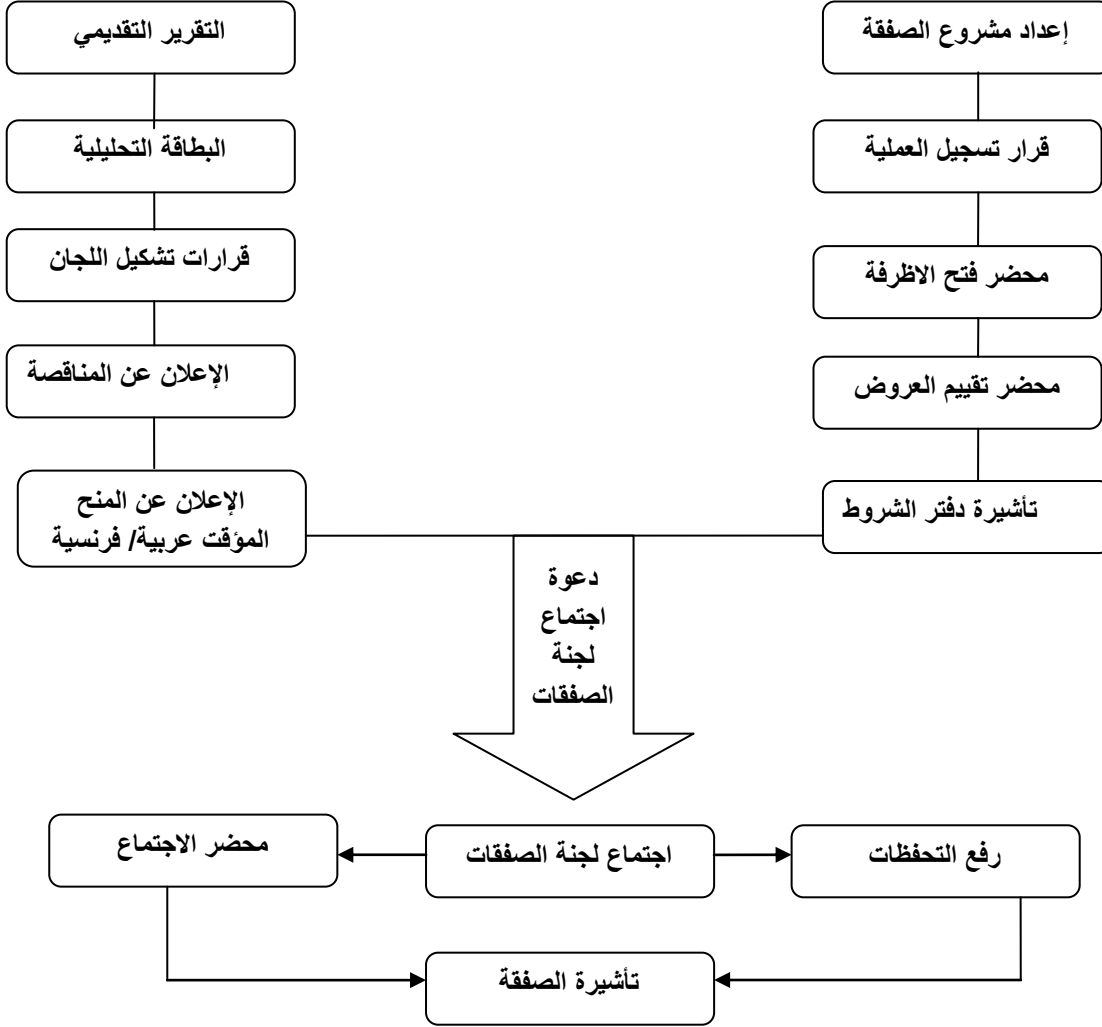 إعداد مشروع الصفقة
قرار تسجيل العملية
محضر فتح الاظرفة
محضر تقييم العروض
تأشيرة دفتر الشروط
التقرير التقديمي
البطاقة التحليلية
قرارات تشكيل اللجان
الإعلان عن المناقصة
الإعلان عن المنح
المؤقت عربية/ فرنسية
دعوة
اجتماع
لجنة
الصفقات
رفع التحفظات
اجتماع لجنة الصفقات
محضر الاجتماع
تأشيرة الصفقة